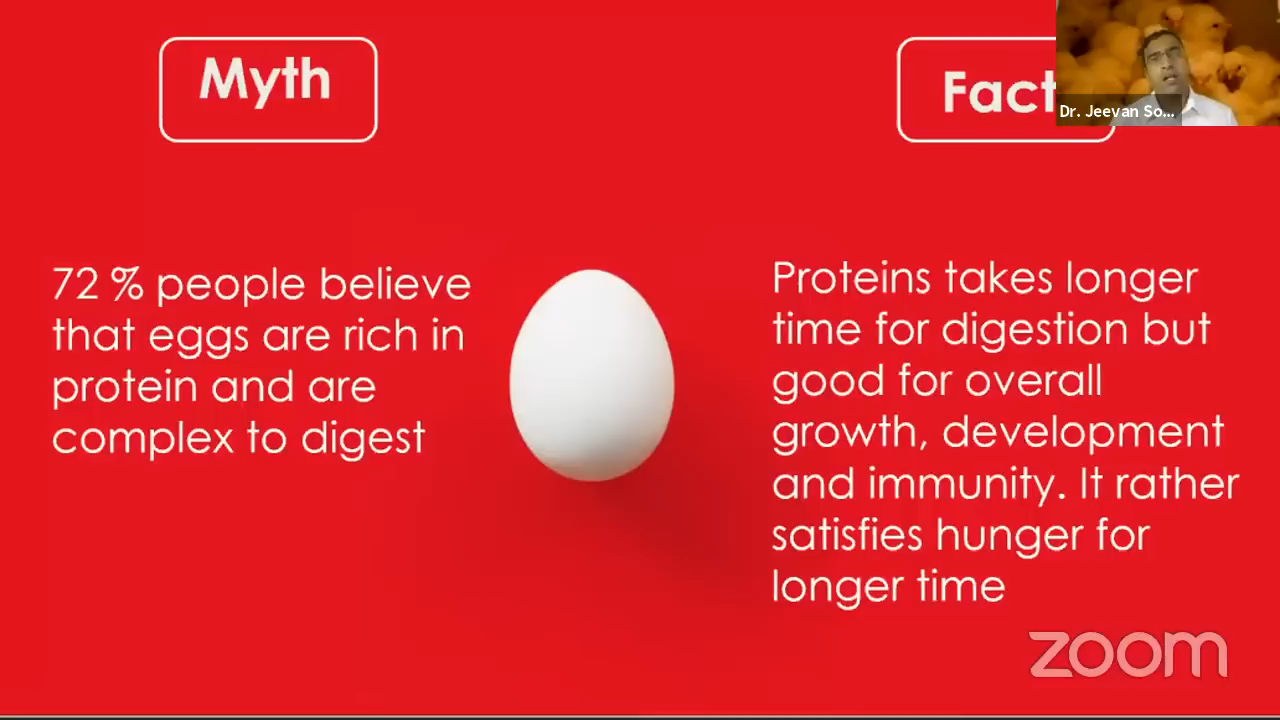 Myth
72 % people believe
that eggs are rich in
protein and are
complex to digest
Fact
Proteins takes longer
time for digestion but
good for overall
growth, development
and immunity. It rather
satisfies hunger for
longer time
Dr. Jeevan So...
zoom